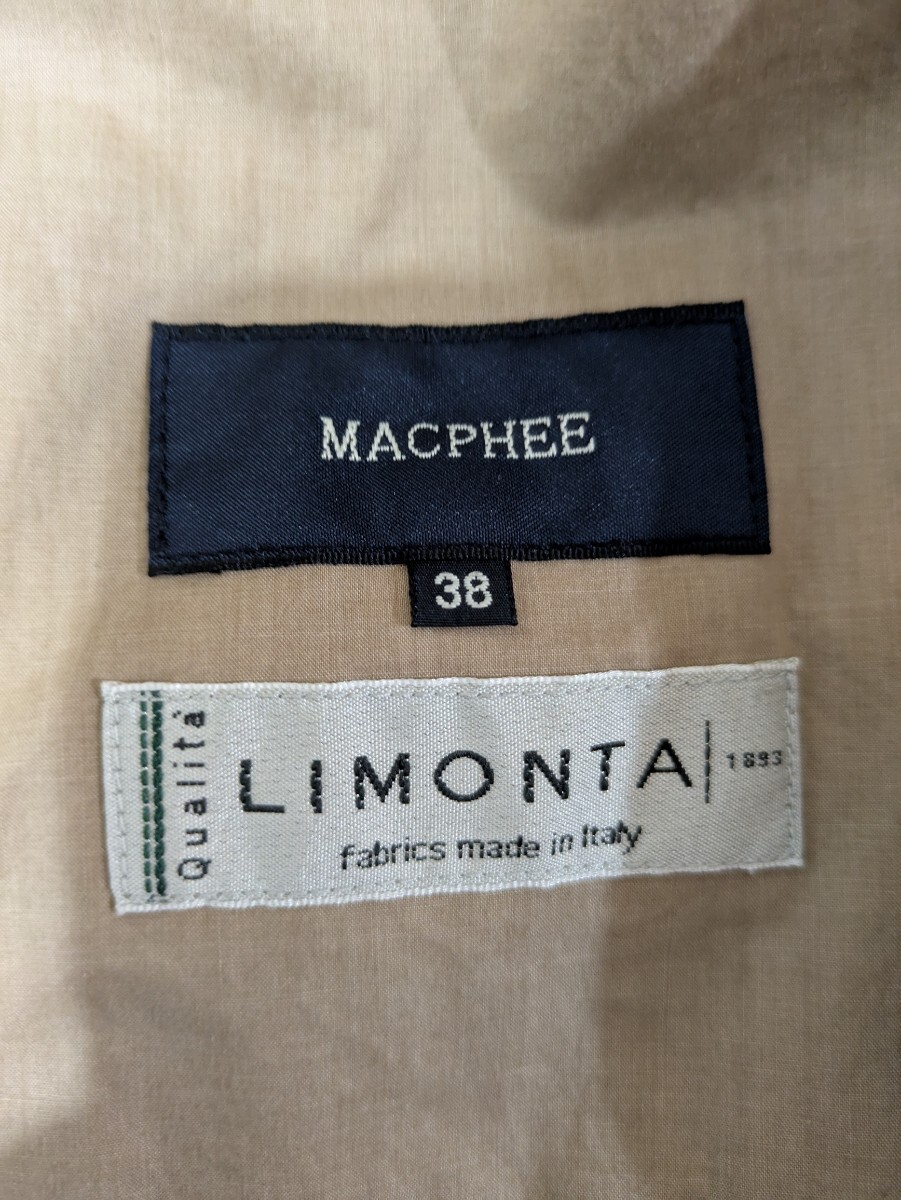 MACPHEE
38
Qualità
LIMONTA 1893
fabrics made in Italy